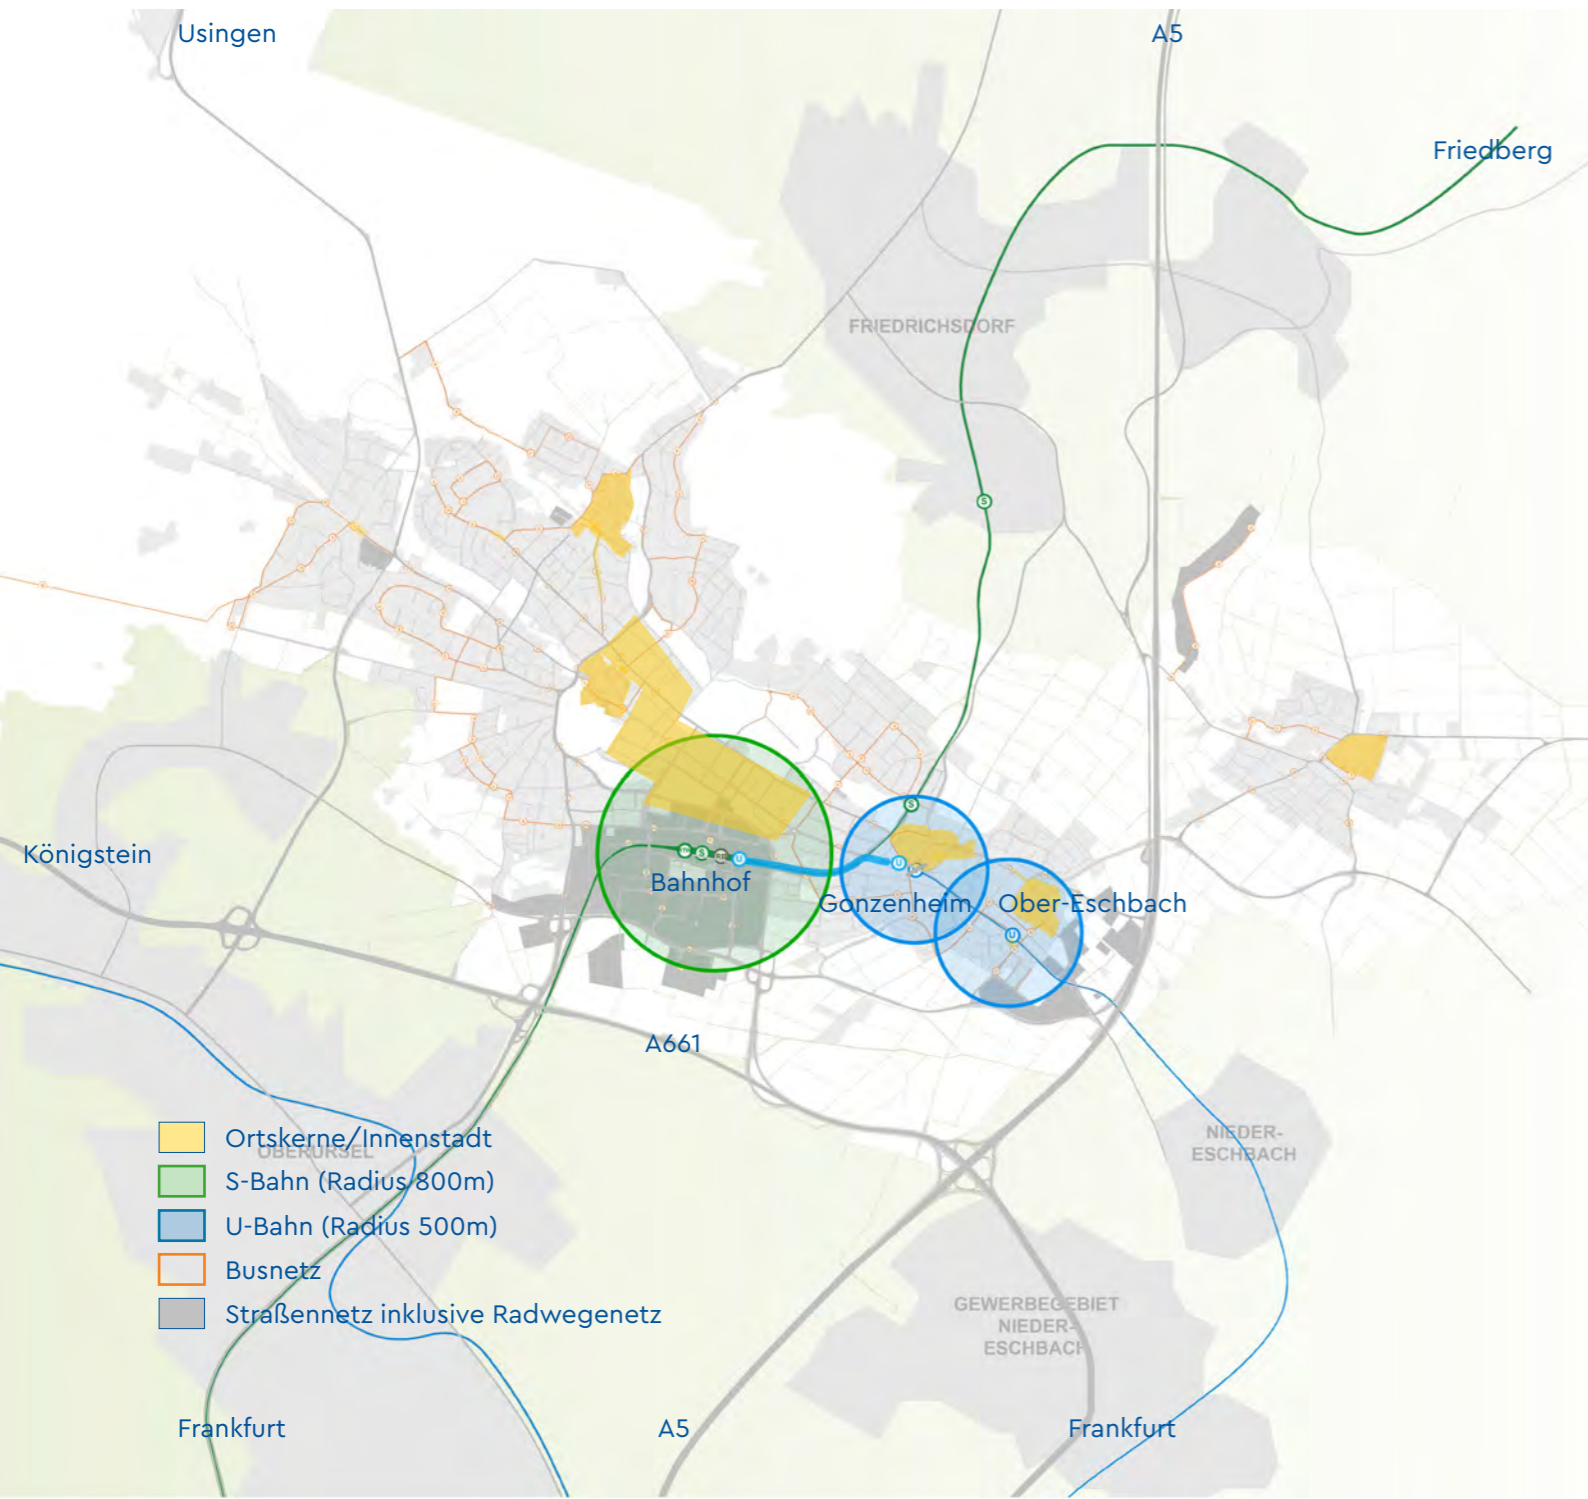 Usingen
A5
Friedberg
FRIEDRICHSDORF
S
S
Königstein
S
U
U
Bahnhof
Gonzenheim
Ober-Eschbach
U
A661
Ortskerne/Innenstadt
OBERURSEL
S-Bahn (Radius 800m)
U-Bahn (Radius 500m)
Busnetz
Straßennetz inklusive Radwegenetz
NIEDER-
ESCHBACH
GEWERBEGEBIET
NIEDER-
ESCHBACH
Frankfurt
A5
Frankfurt